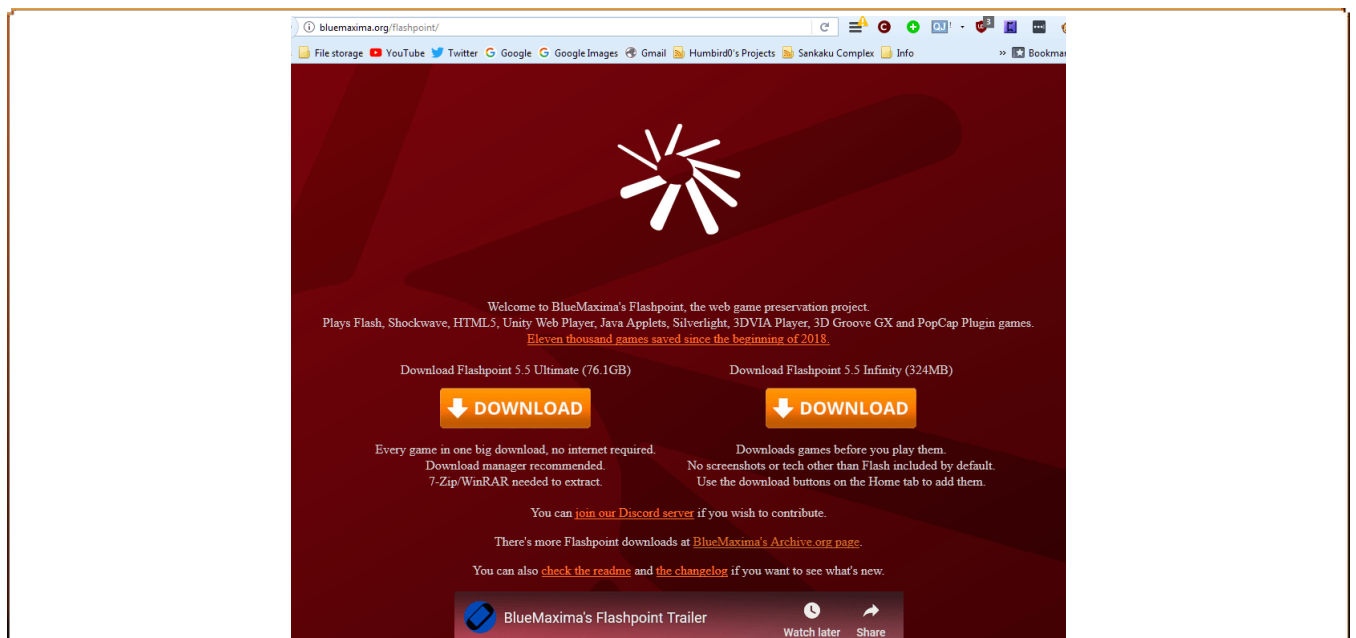 bluemaxima.org/flashpoint/
File storage YouTube Twitter Google Google Images Gmail Humbird0's Projects Sankaku Complex Info » Bookmar
Welcome to BlueMaxima's Flashpoint, the web game preservation project.
Plays Flash, Shockwave, HTML5, Unity Web Player, Java Applets, Silverlight, 3DVIA Player, 3D Groove GX and PopCap Plugin games.
Eleven thousand games saved since the beginning of 2018.
Download Flashpoint 5.5 Ultimate (76.1GB)
DOWNLOAD
Every game in one big download, no internet required.
Download manager recommended.
7-Zip/WinRAR needed to extract.
Download Flashpoint 5.5 Infinity (324MB)
DOWNLOAD
Downloads games before you play them.
No screenshots or tech other than Flash included by default.
Use the download buttons on the Home tab to add them.
You can join our Discord server if you wish to contribute.
There's more Flashpoint downloads at BlueMaxima's Archive.org page.
You can also check the readme and the changelog if you want to see what's new.
BlueMaxima's Flashpoint Trailer
Watch later Share